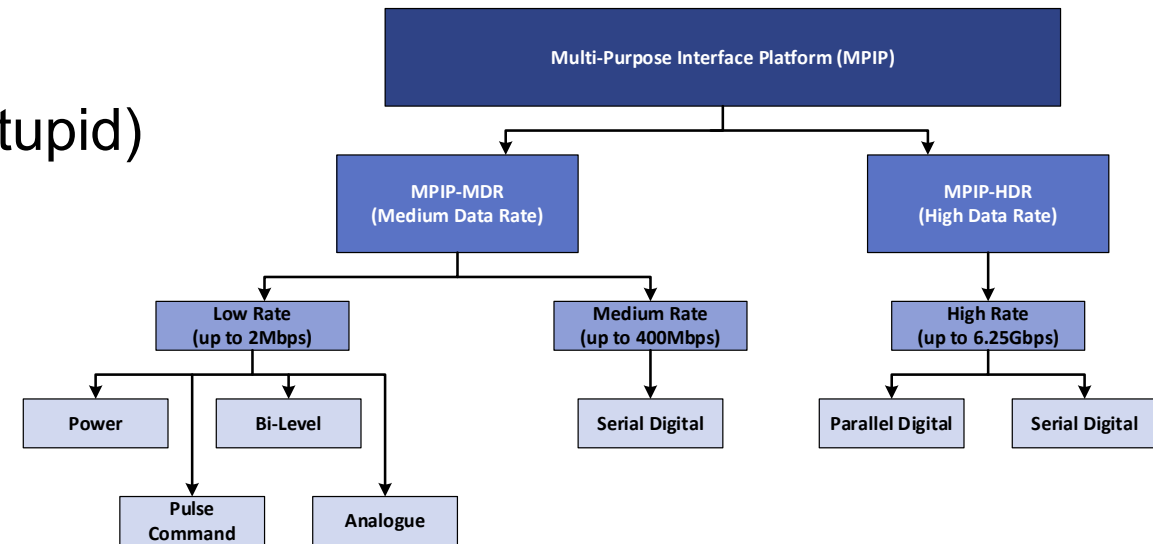 Multi-Purpose Interface Platform (MPIP)
tupid)
MPIP-MDR
(Medium Data Rate)
MPIP-HDR
(High Data Rate)
Low Rate
(up to 2Mbps)
Medium Rate
(up to 400Mbps)
High Rate
(up to 6.25Gbps)
Power
Bi-Level
Serial Digital
Parallel Digital
Serial Digital
Pulse
Command
Analogue